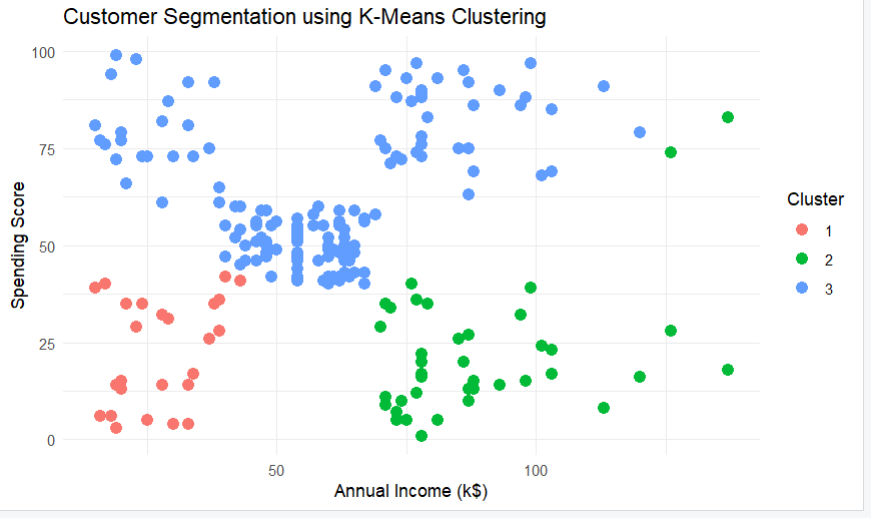 Customer Segmentation using K-Means Clustering
100
75
50
25
0
Spending Score
50
100
Annual Income (k$)
Cluster
1
2
3